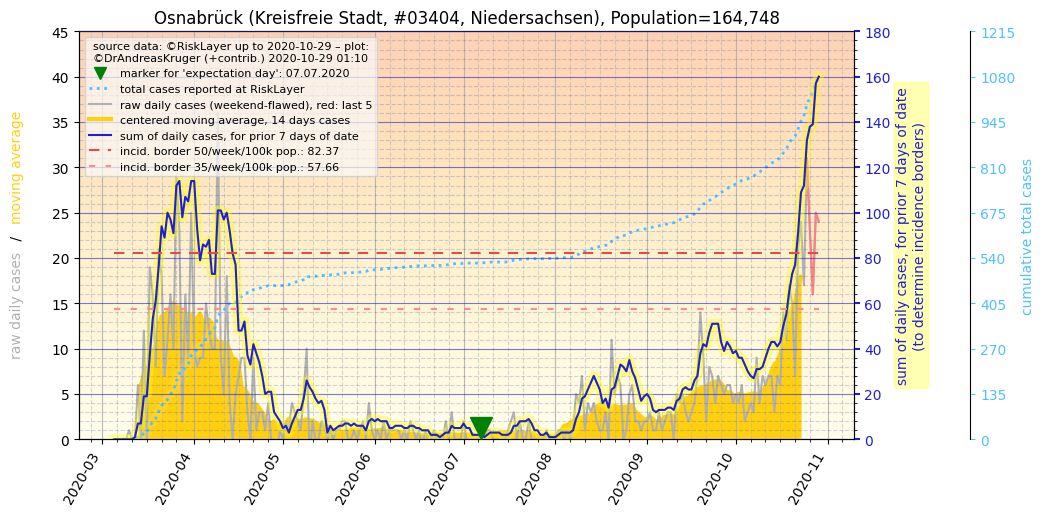 Osnabrück (Kreisfreie Stadt, #03404, Niedersachsen), Population=164,748
source data: ©RiskLayer up to 2020-10-29 – plot:
©DrAndreasKruger (+contrib.) 2020-10-29 01:10
marker for 'expectation day': 07.07.2020
total cases reported at RiskLayer
raw daily cases (weekend-flawed), red: last 5
centered moving average, 14 days cases
sum of daily cases, for prior 7 days of date
incid. border 50/week/100k pop.: 82.37
incid. border 35/week/100k pop.: 57.66
raw daily cases / moving average
45
40
35
30
25
20
15
10
5
0
180
160
140
120
100
80
60
40
20
0
sum of daily cases, for prior 7 days of date
(to determine incidence borders)
1215
1080
945
810
675
540
405
270
135
0
cumulative total cases
2020-03
2020-04
2020-05
2020-06
2020-07
2020-08
2020-09
2020-10
2020-11